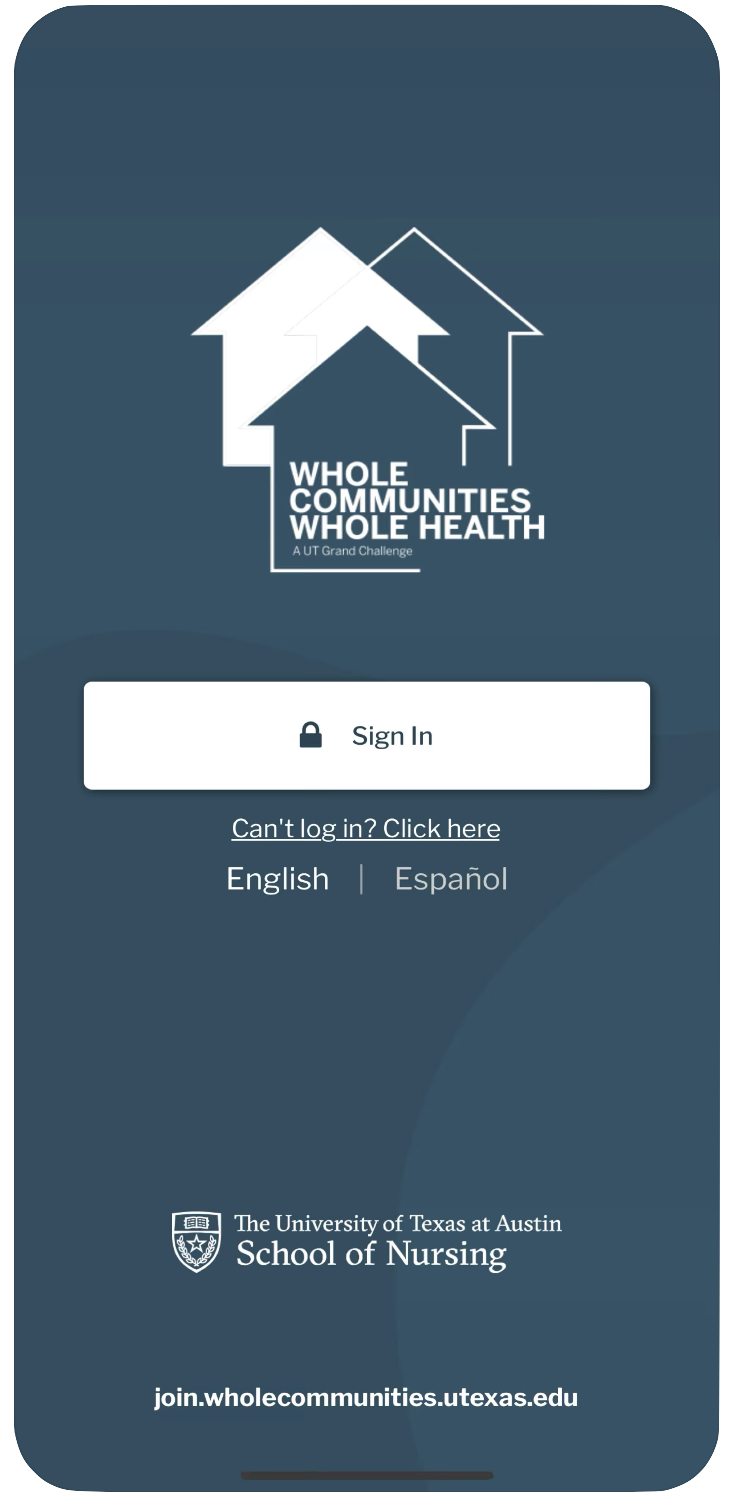 WHOLE
COMMUNITIES
WHOLE HEALTH
A UT Grand Challenge
Sign In
Can't log in? Click here
English | Español
The University of Texas at Austin
School of Nursing
join.wholecommunities.utexas.edu